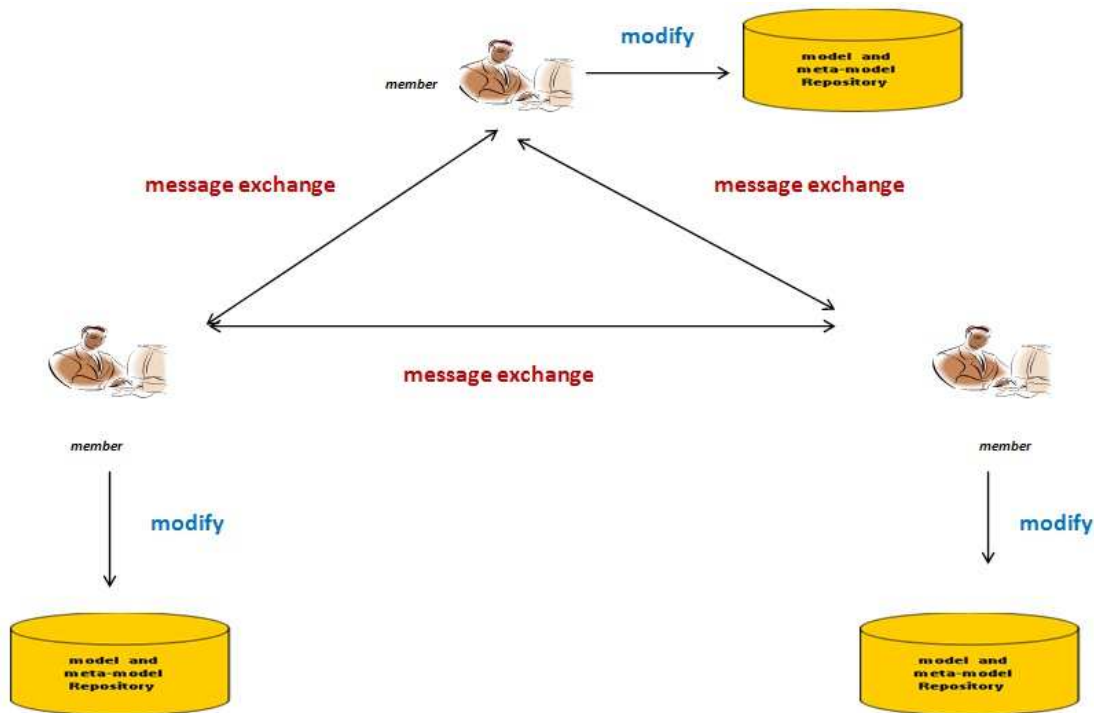 modify
model and
meta-model
Repository
member
message exchange
message exchange
message exchange
member
member
modify
modify
model and
meta-model
Repository
model and
meta-model
Repository